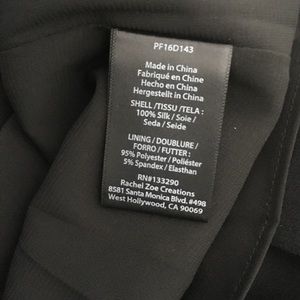 PF16D143
Made in China
Fabriqué en Chine
Hecho en China
Hergestellt in China
SHELL /TISSU /TELA :
100% Silk / Soie /
Seda / Seide
LINING / DOUBLURE /
FORRO / FUTTER :
95% Polyester / Poliéster
5% Spandex / Elasthan
RN#133290
Rachel Zoe Creations
8581 Santa Monica Blvd. #498
West Hollywood, CA 90069